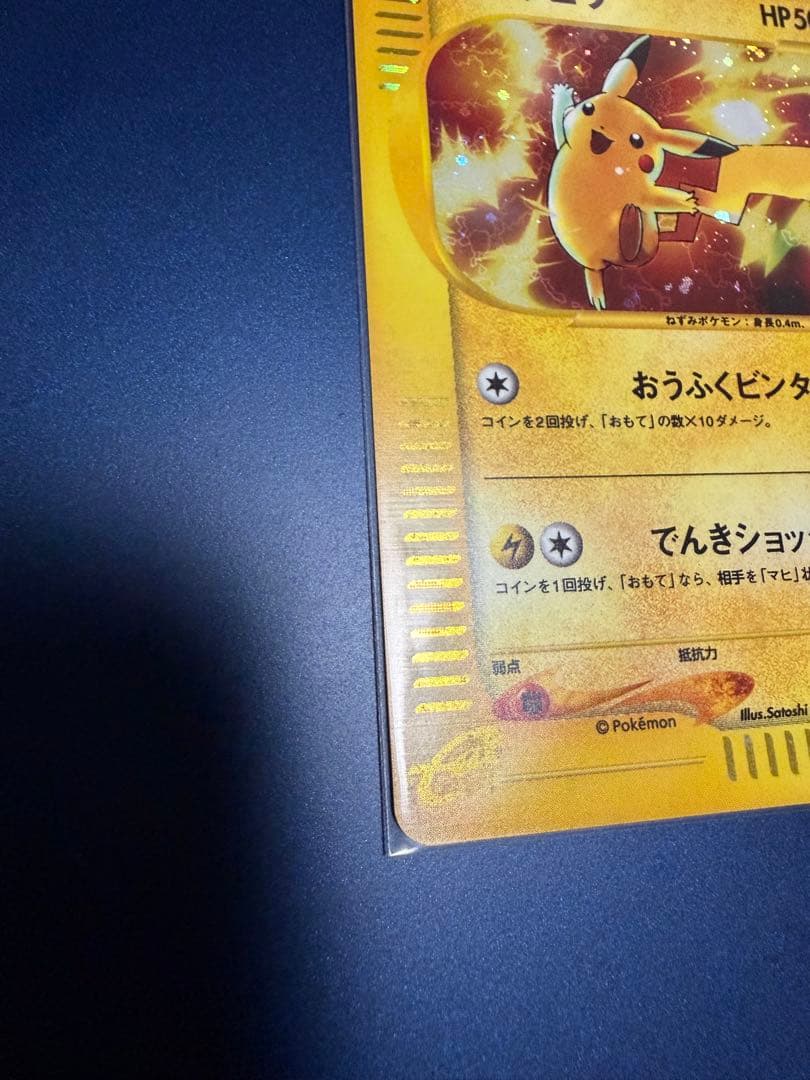 HP50
ねずみポケモン：身長0.4m、
おうふくビンタ
コインを2回投げ、「おもて」の数×10ダメージ。
でんきショッ
コインを1回投げ、「おもて」なら、相手を「マヒ」状
弱点
抵抗力
©Pokémon
Illus.Satoshi